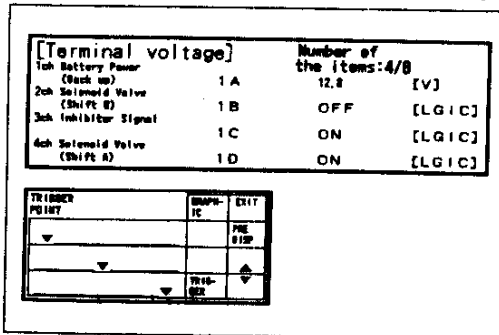 [Terminal voltage] Number of
the items:4/8
1ch Battery Power
(Back up) 1A 12.8 [V]
2ch Solenoid Valve
(Shift B) 1B OFF [LGIC]
3ch Inhibitor Signal
1C ON [LGIC]
4ch Solenoid Valve
(Shift A) 1D ON [LGIC]
TRIGGER GRAPH- EXIT
POINT IC
PRE
DISP
TRIG-
GER